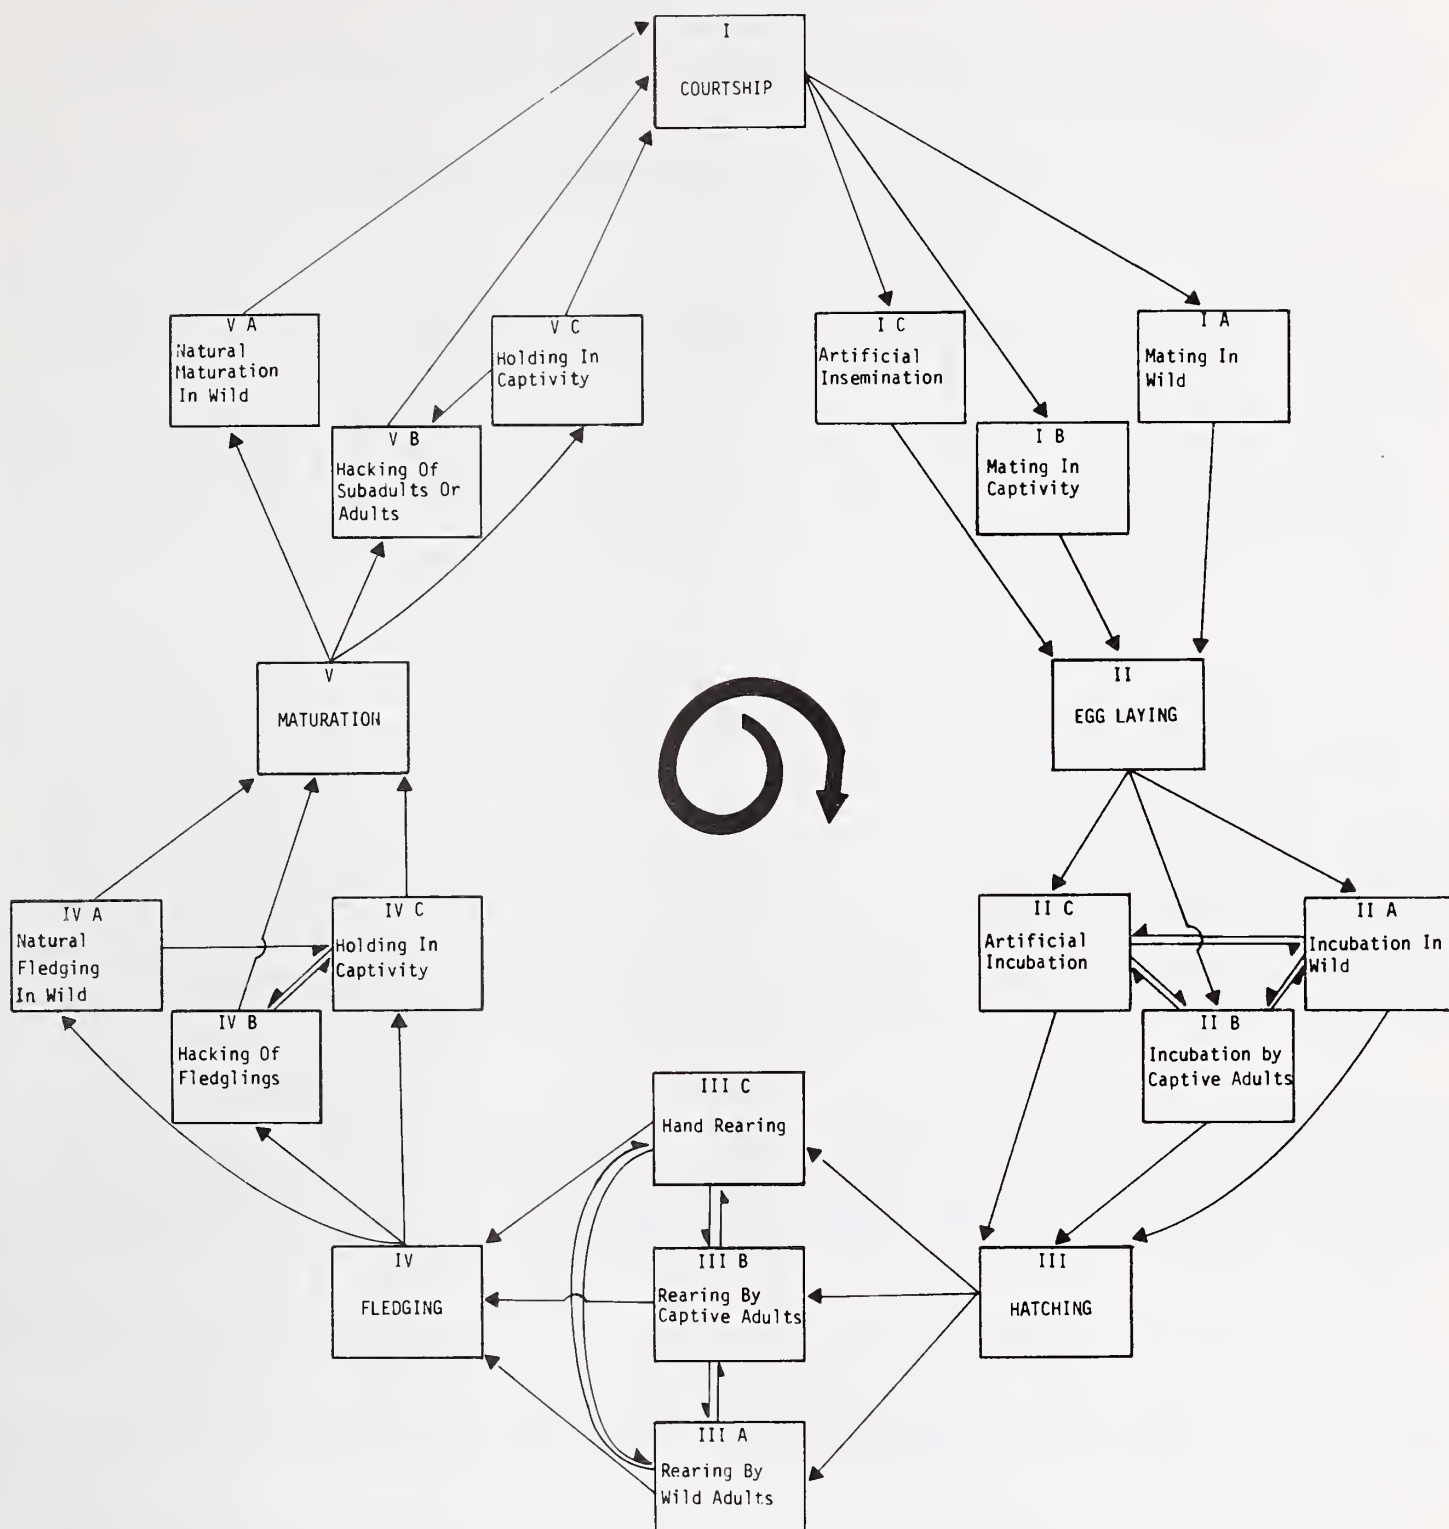 I
COURTSHIP
V A
Natural
Maturation
In Wild
V C
Holding In
Captivity
V B
Hacking Of
Subadults Or
Adults
I C
Artificial
Insemination
I A
Mating In
Wild
I B
Mating In
Captivity
V
MATURATION
II
EGG LAYING
IV A
Natural
Fledging
In Wild
IV C
Holding In
Captivity
IV B
Hacking Of
Fledglings
II C
Artificial
Incubation
II A
Incubation In
Wild
II B
Incubation by
Captive Adults
III C
Hand Rearing
IV
FLEDGING
III B
Rearing By
Captive Adults
III
HATCHING
III A
Rearing By
Wild Adults